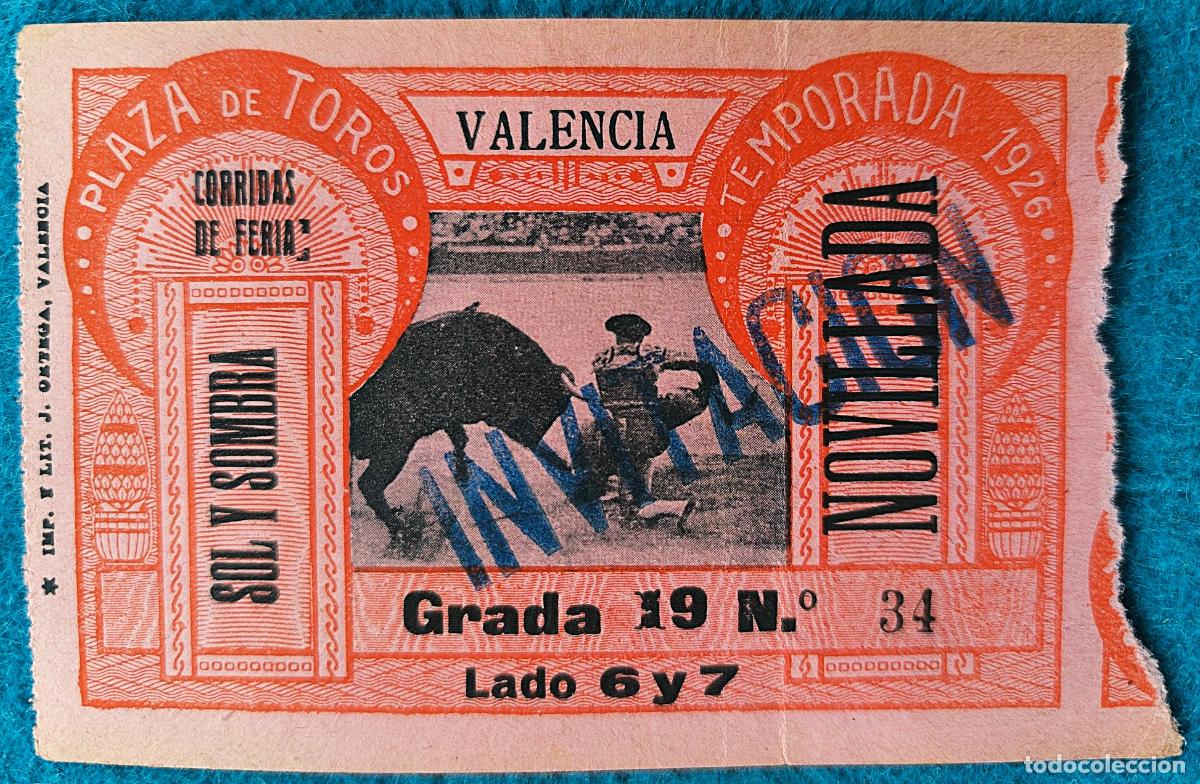 PLAZA DE TOROS
VALENCIA
TEMPORADA 1926
CORRIDAS
DE FERIA
SOL Y SOMBRA
NOVILLADA
INVITACION
Grada 19 N.º 34
Lado 6 y 7
* IMP. E LIT. J. ORTEGA, VALENCIA
todocoleccion